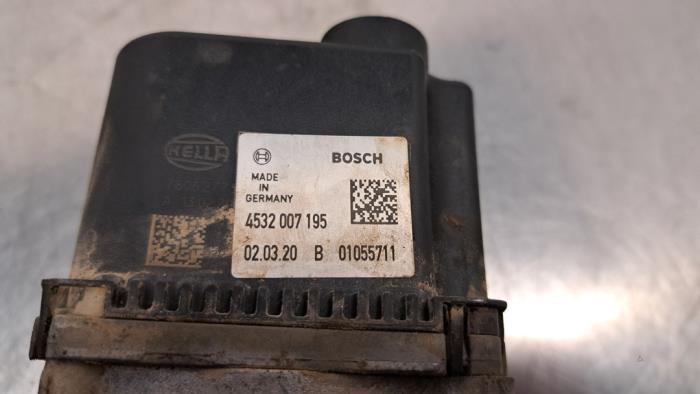 HELLA
BOSCH
MADE
IN
GERMANY
4532 007 195
02.03.20 B 01055711